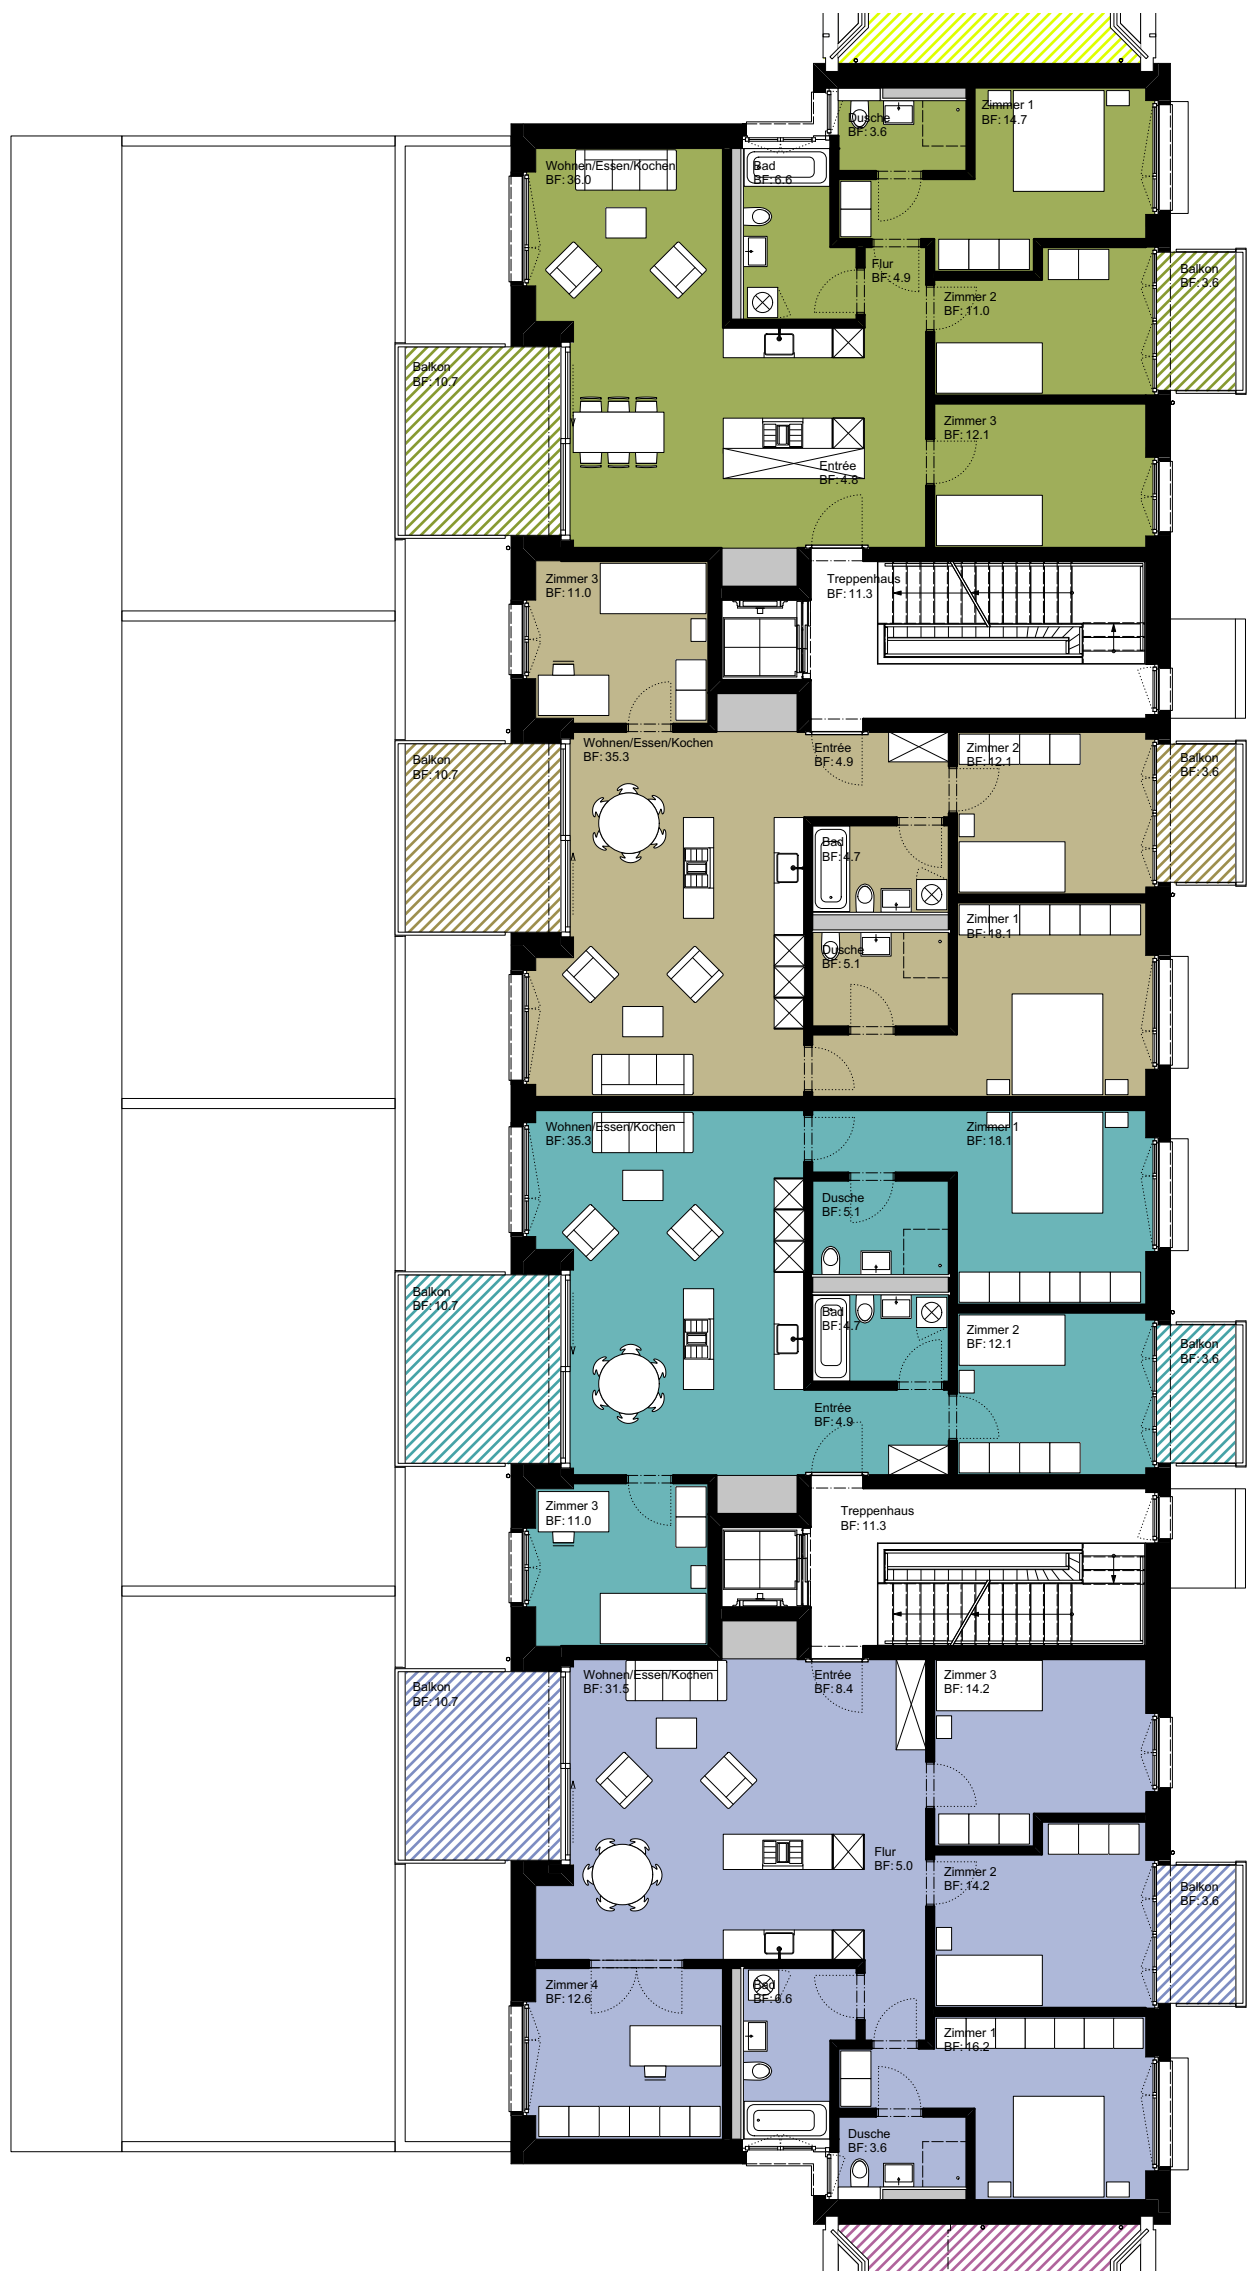 Dusche
BF: 3.6
Zimmer 1
BF: 14.7
Wohnen/Essen/Kochen
BF: 36.0
Bad
BF: 6.6
Flur
BF: 4.9
Balkon
BF: 3.6
Zimmer 2
BF: 11.0
Balkon
BF: 10.7
Zimmer 3
BF: 12.1
Entrée
BF: 4.8
Zimmer 3
BF: 11.0
Treppenhaus
BF: 11.3
Wohnen/Essen/Kochen
BF: 35.3
Entrée
BF: 4.9
Zimmer 2
BF: 12.1
Balkon
BF: 3.6
Balkon
BF: 10.7
Bad
BF: 4.7
Zimmer 1
BF: 18.1
Dusche
BF: 5.1
Wohnen/Essen/Kochen
BF: 35.3
Zimmer 1
BF: 18.1
Dusche
BF: 5.1
Balkon
BF: 10.7
Bad
BF: 4.7
Zimmer 2
BF: 12.1
Balkon
BF: 3.6
Entrée
BF: 4.9
Zimmer 3
BF: 11.0
Treppenhaus
BF: 11.3
Wohnen/Essen/Kochen
BF: 31.5
Entrée
BF: 8.4
Zimmer 3
BF: 14.2
Balkon
BF: 10.7
Flur
BF: 5.0
Zimmer 2
BF: 14.2
Balkon
BF: 3.6
Zimmer 4
BF: 12.6
Bad
BF: 6.6
Zimmer 1
BF: 16.2
Dusche
BF: 3.6